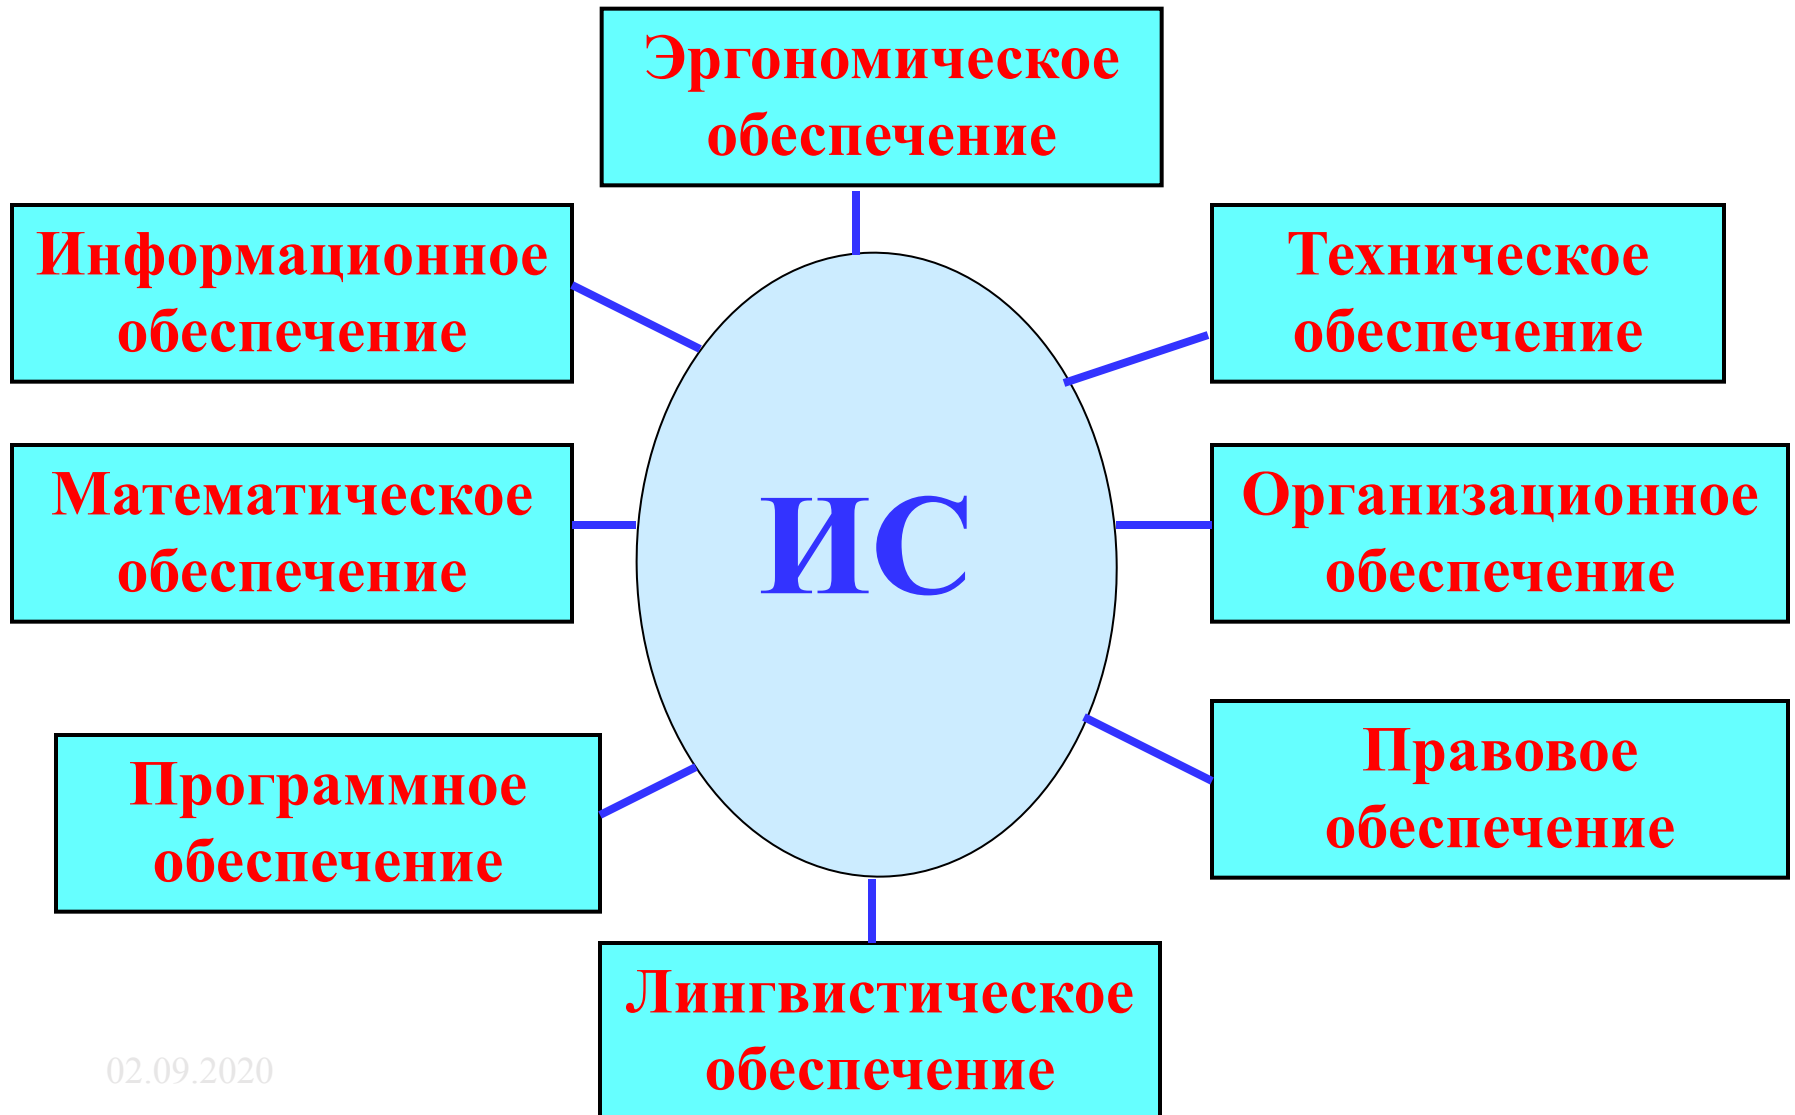 Эргономическое
обеспечение
Информационное
обеспечение
Техническое
обеспечение
Математическое
обеспечение
ИС
Организационное
обеспечение
Программное
обеспечение
Правовое
обеспечение
Лингвистическое
обеспечение
02.09.2020